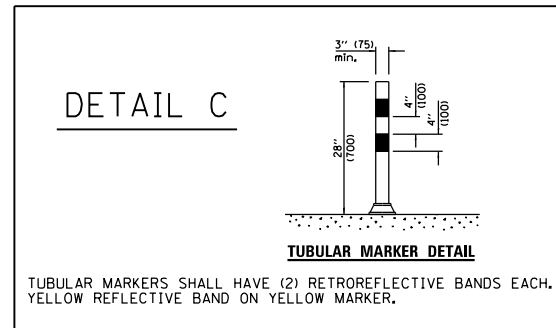 DETAIL C
3" (75)
min.
4"
(100)
4"
(100)
28"
(700)
TUBULAR MARKER DETAIL
TUBULAR MARKERS SHALL HAVE (2) RETROREFLECTIVE BANDS EACH.
YELLOW REFLECTIVE BAND ON YELLOW MARKER.